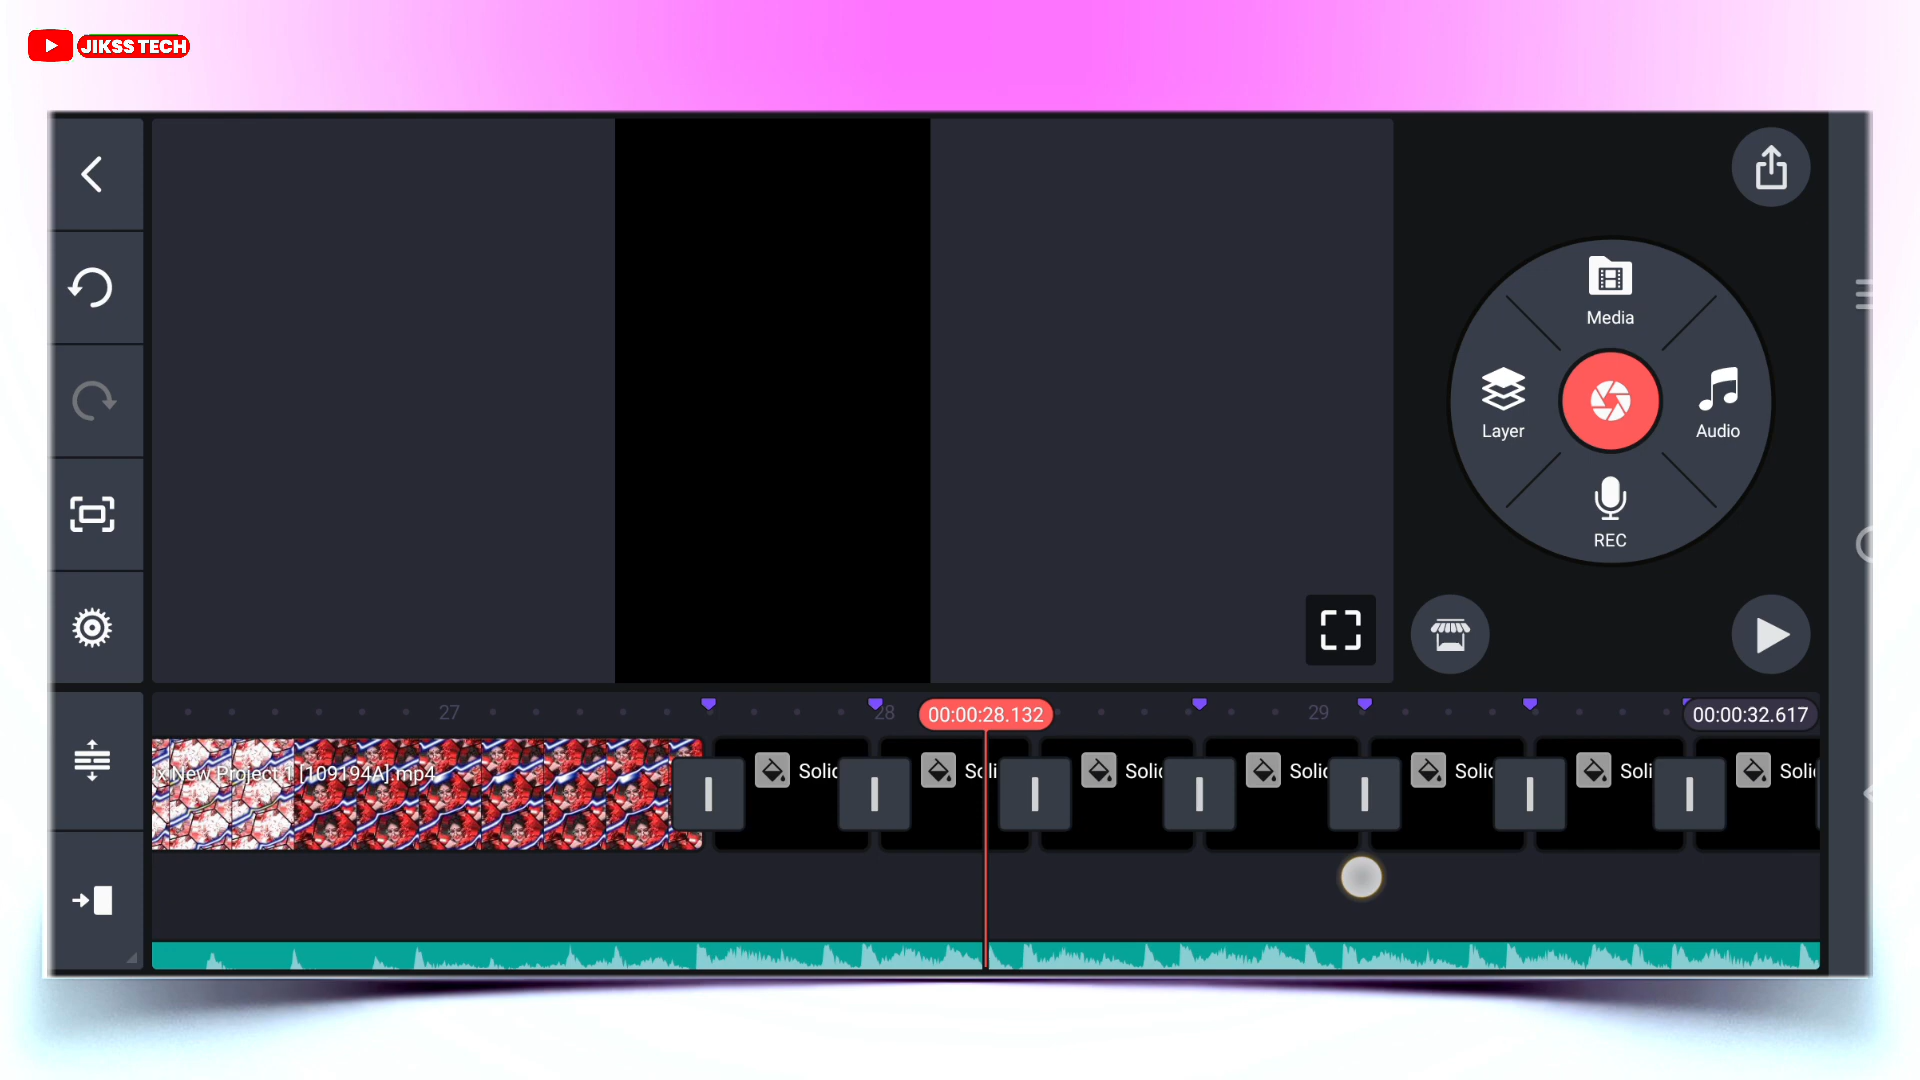 JIKSS TECH
Media
Layer
Audio
REC
27
28
00:00:28.132
29
00:00:32.617
x New Project 1 [109194A].mp4
Solic
Soli
Solic
Solic
Solic
Soli
Soli